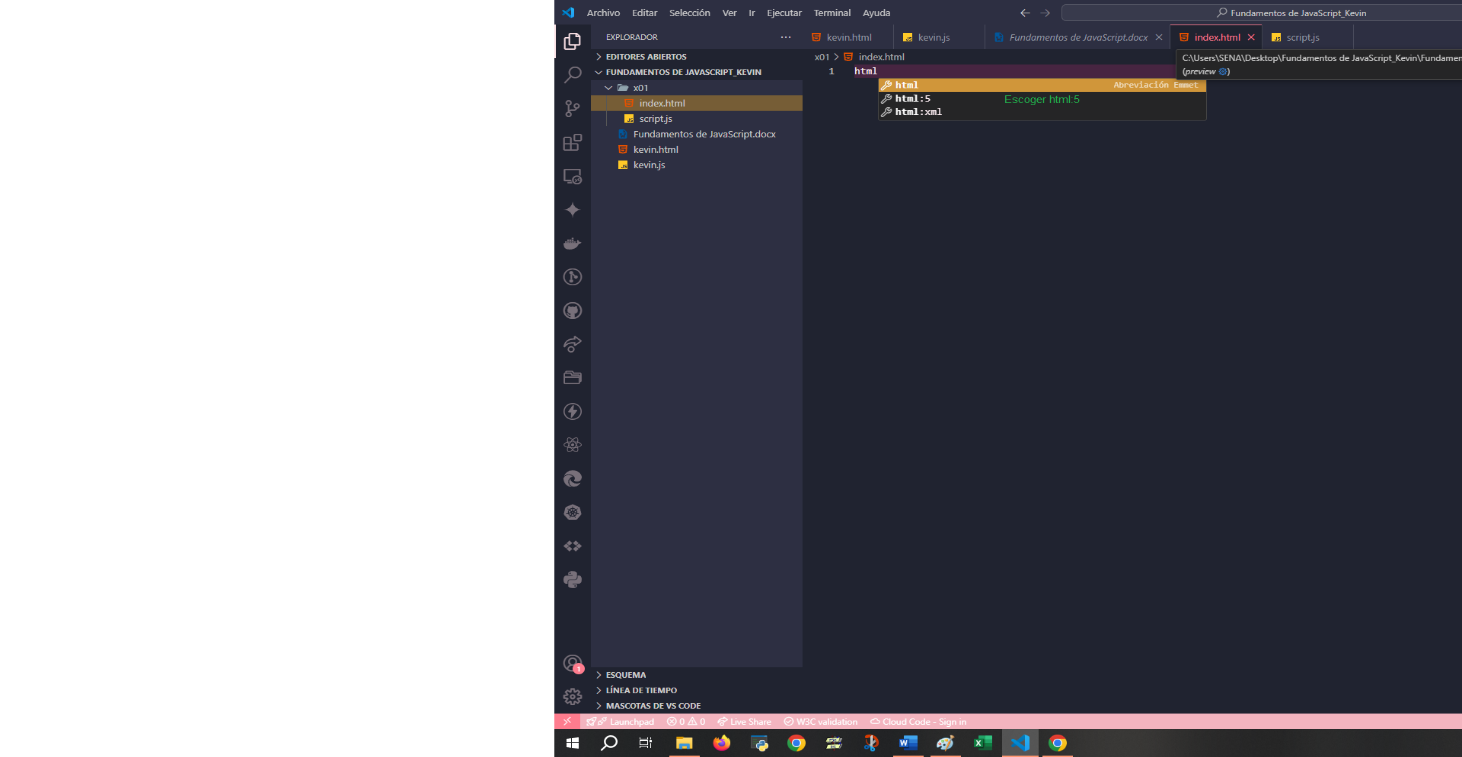 Archivo Editar Selección Ver Ir Ejecutar Terminal Ayuda
Fundamentos de JavaScript_Kevin
EXPLORADOR
kevin.html
kevin.js
Fundamentos de JavaScript.docx
index.html
script.js
EDITORES ABIERTOS
FUNDAMENTOS DE JAVASCRIPT_KEVIN
x01
index.html
script.js
Fundamentos de JavaScript.docx
kevin.html
kevin.js
x01 > index.html
C:\Users\SENA\Desktop\Fundamentos de JavaScript_Kevin\Fundamen
(preview)
1 html
html Abreviación Emmet
html:5 Escoger html:5
html:xml
1
ESQUEMA
LÍNEA DE TIEMPO
MASCOTAS DE VS CODE
Launchpad 0 0 Live Share W3C validation Cloud Code - Sign in